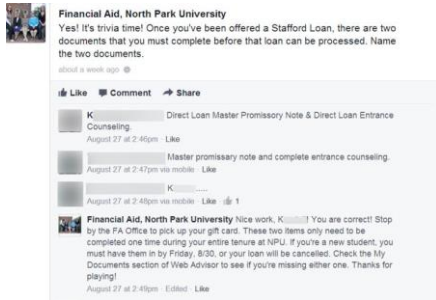 Financial Aid, North Park University
Yes! It's trivia time! Once you've been offered a Stafford Loan, there are two
documents that you must complete before that loan can be processed. Name
the two documents.
about a week ago
Like Comment Share
K Direct Loan Master Promissory Note & Direct Loan Entrance
Counseling.
August 27 at 2:46pm · Like
Master promissary note and complete entrance counseling.
August 27 at 2:47pm via mobile · Like
K.....
August 27 at 2:48pm via mobile · Like · 1
Financial Aid, North Park University Nice work, K! You are correct! Stop
by the FA Office to pick up your gift card. These two items only need to be
completed one time during your entire tenure at NPU. If you're a new student, you
must have them in by Friday, 8/30, or your loan will be cancelled. Check the My
Documents section of Web Advisor to see if you're missing either one. Thanks for
playing!
August 27 at 2:49pm · Edited · Like